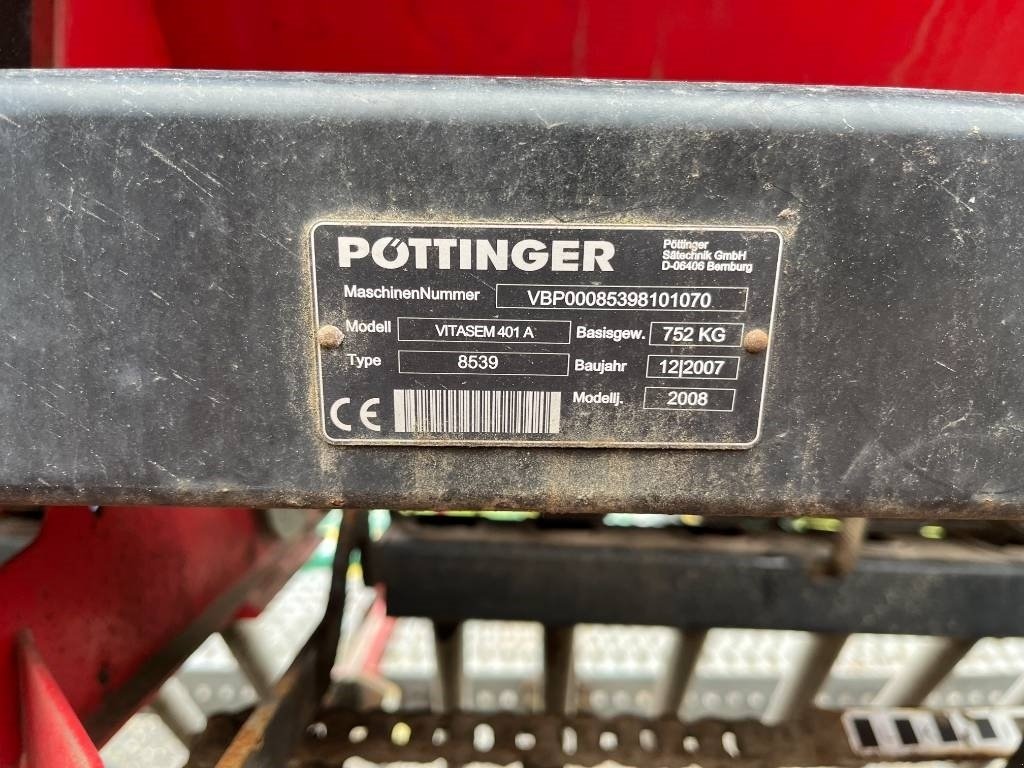 PÖTTINGER
Pöttinger
Sätechnik GmbH
D-06406 Bernburg
MaschinenNummer VBP00085398101070
Modell VITASEM 401 A Basisgew. 752 KG
Type 8539 Baujahr 12|2007
CE Modellj. 2008